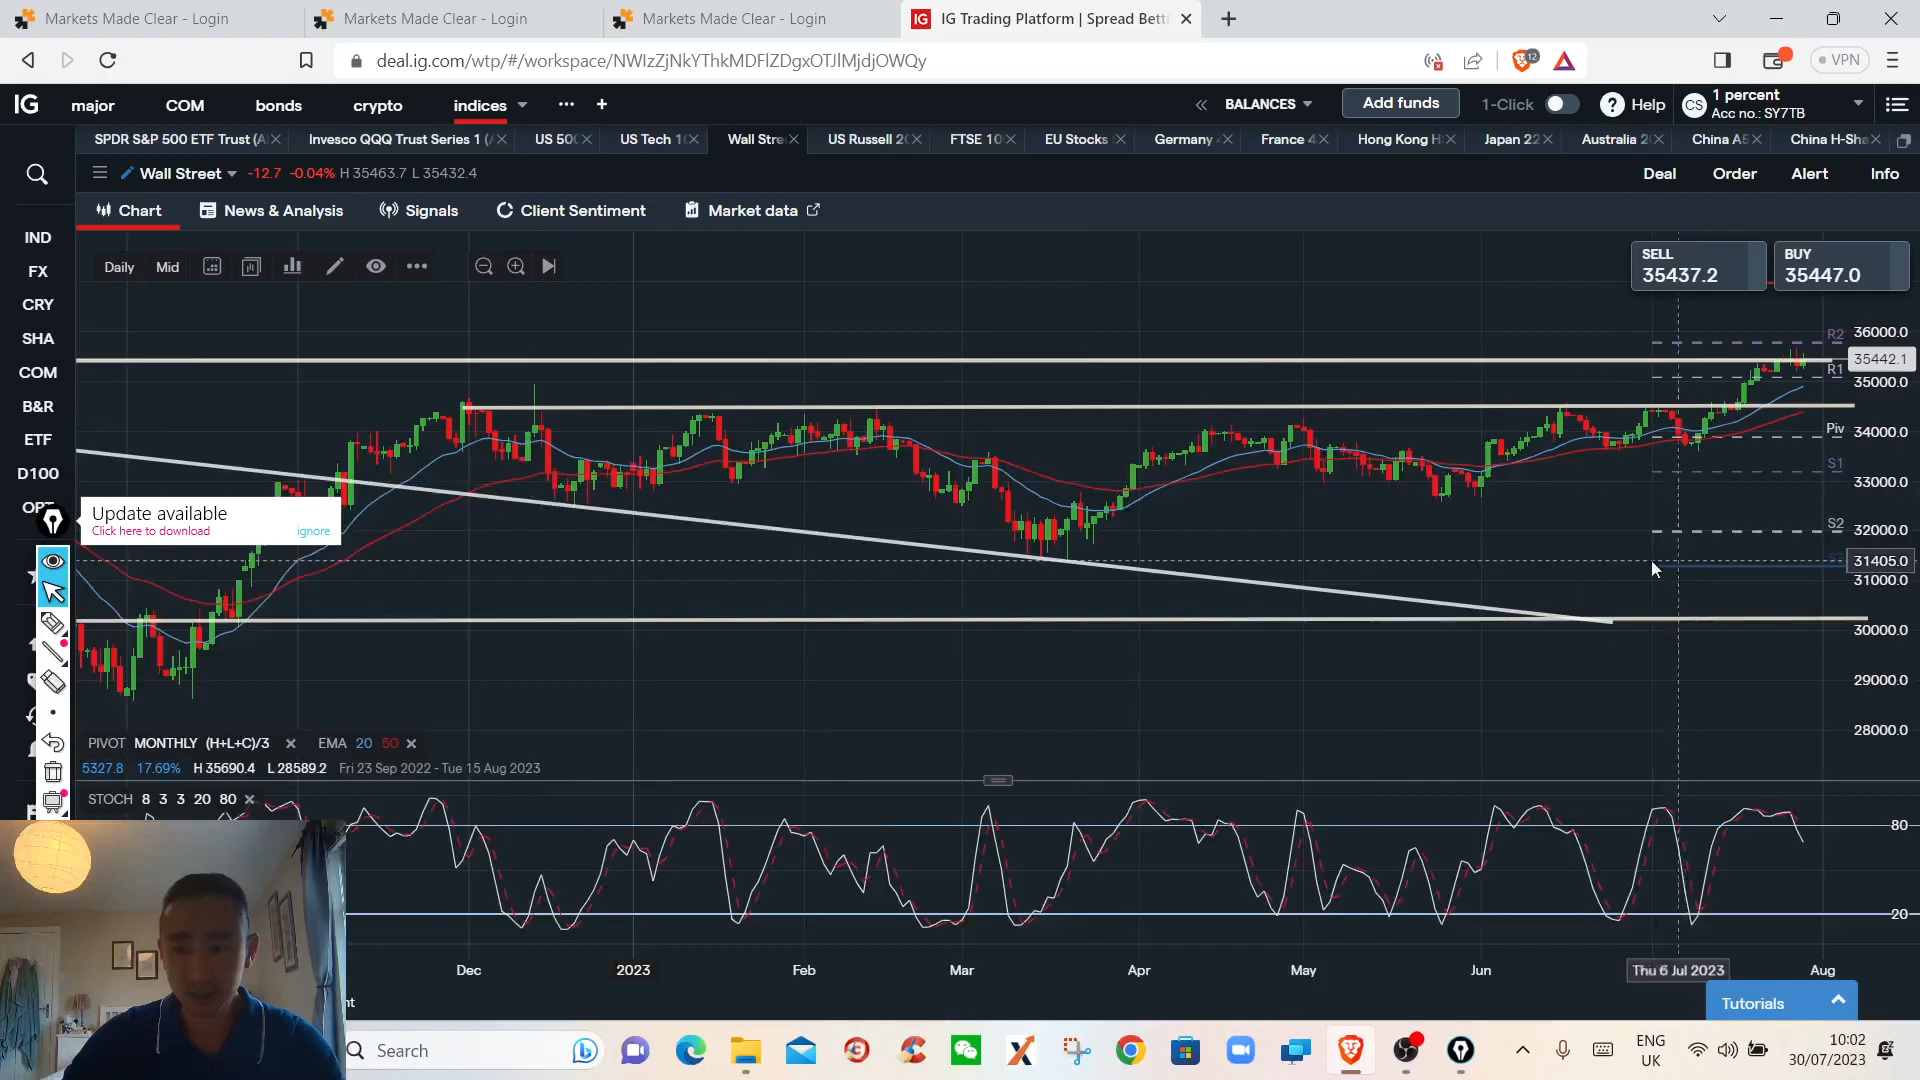 Markets Made Clear - Login
Markets Made Clear - Login
Markets Made Clear - Login
IG
IG Trading Platform | Spread Betti
deal.ig.com/wtp/#/workspace/NWIzZjNkYThkMDFlZDgxOTJlMjdjOWQy
12
VPN
IG major COM bonds crypto indices
BALANCES
Add funds
1-Click
Help
CS
1 percent
Acc no.: SY7TB
SPDR S&P 500 ETF Trust (A
Invesco QQQ Trust Series 1 (
US 50
US Tech 1
Wall Stre
US Russell 2
FTSE 10
EU Stocks
Germany
France 4
Hong Kong H
Japan 22
Australia 2
China A5
China H-Sha
Wall Street -12.7 -0.04% H 35463.7 L 35432.4
Deal Order Alert Info
Chart News & Analysis Signals Client Sentiment Market data
IND
FX
CRY
SHA
COM
B&R
ETF
D100
Daily Mid
SELL
35437.2
BUY
35447.0
R2
36000.0
35442.1
R1
35000.0
Piv
34000.0
S1
33000.0
S2
32000.0
31405.0
31000.0
30000.0
29000.0
28000.0
Update available
Click here to download ignore
PIVOT MONTHLY (H+L+C)/3 EMA 20 50
5327.8 17.69% H 35690.4 L 28589.2 Fri 23 Sep 2022 - Tue 15 Aug 2023
STOCH 8 3 3 20 80
80
20
Dec 2023 Feb Mar Apr May Jun Thu 6 Jul 2023 Aug
Tutorials
Search
ENG
UK
10:02
30/07/2023